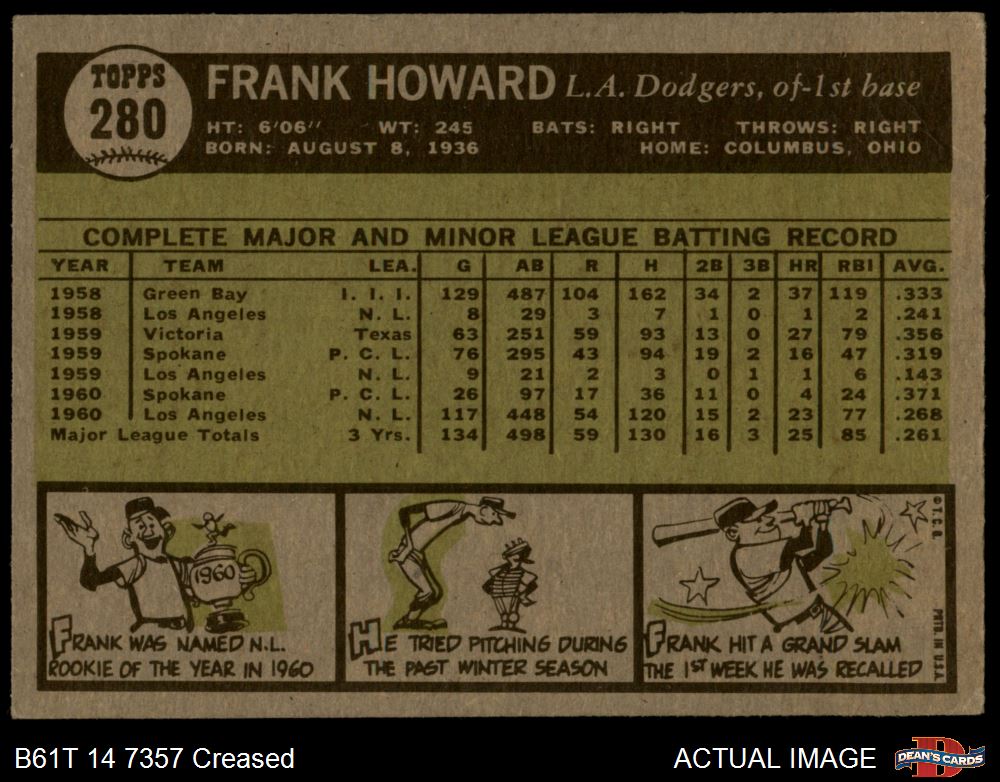 TOPPS
280
FRANK HOWARD L.A. Dodgers, of-1st base
HT: 6'06" WT: 245 BATS: RIGHT THROWS: RIGHT
BORN: AUGUST 8, 1936 HOME: COLUMBUS, OHIO
COMPLETE MAJOR AND MINOR LEAGUE BATTING RECORD
YEAR TEAM LEA. G AB R H 2B 3B HR RBI AVG.
1958 Green Bay I. I. I. 129 487 104 162 34 2 37 119 .333
1958 Los Angeles N. L. 8 29 3 7 1 0 1 2 .241
1959 Victoria Texas 63 251 59 93 13 0 27 79 .356
1959 Spokane P. C. L. 76 295 43 94 19 2 16 47 .319
1959 Los Angeles N. L. 9 21 2 3 0 1 1 6 .143
1960 Spokane P. C. L. 26 97 17 36 11 0 4 24 .371
1960 Los Angeles N. L. 117 448 54 120 15 2 23 77 .268
Major League Totals 3 Yrs. 134 498 59 130 16 3 25 85 .261
1960
FRANK WAS NAMED N.L.
ROOKIE OF THE YEAR IN 1960
HE TRIED PITCHING DURING
THE PAST WINTER SEASON
FRANK HIT A GRAND SLAM
THE 1ST WEEK HE WAS RECALLED
© T.C.G.
PRTD. IN U.S.A.
B61T 14 7357 Creased
ACTUAL IMAGE
D
DEAN'S CARDS